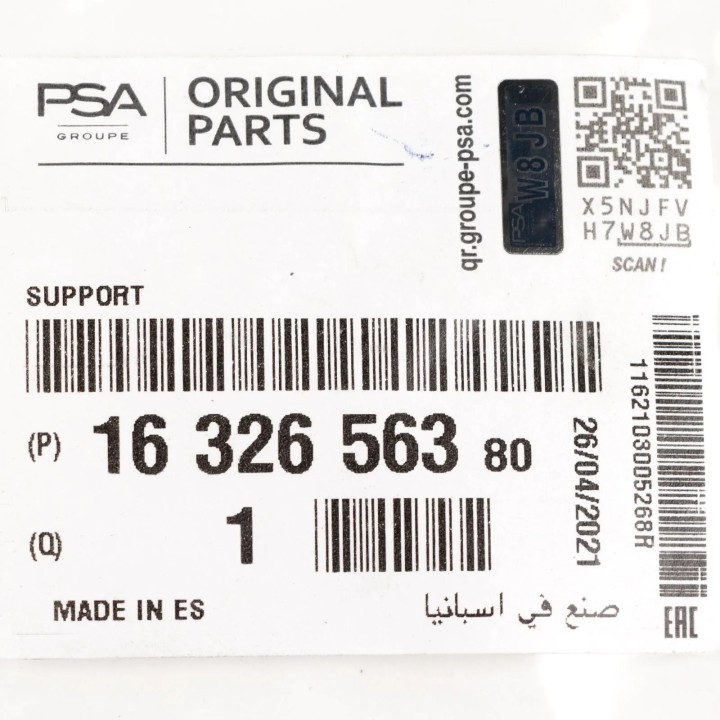 PSA
GROUPE
ORIGINAL
PARTS
qr.groupe-psa.com
PSA W8JB
X5NJFV
H7W8JB
SCAN!
SUPPORT
(P) 16 326 563 80
26/04/2021
1162103005268R
(Q) 1
MADE IN ES
صنع في اسبانيا
EAC